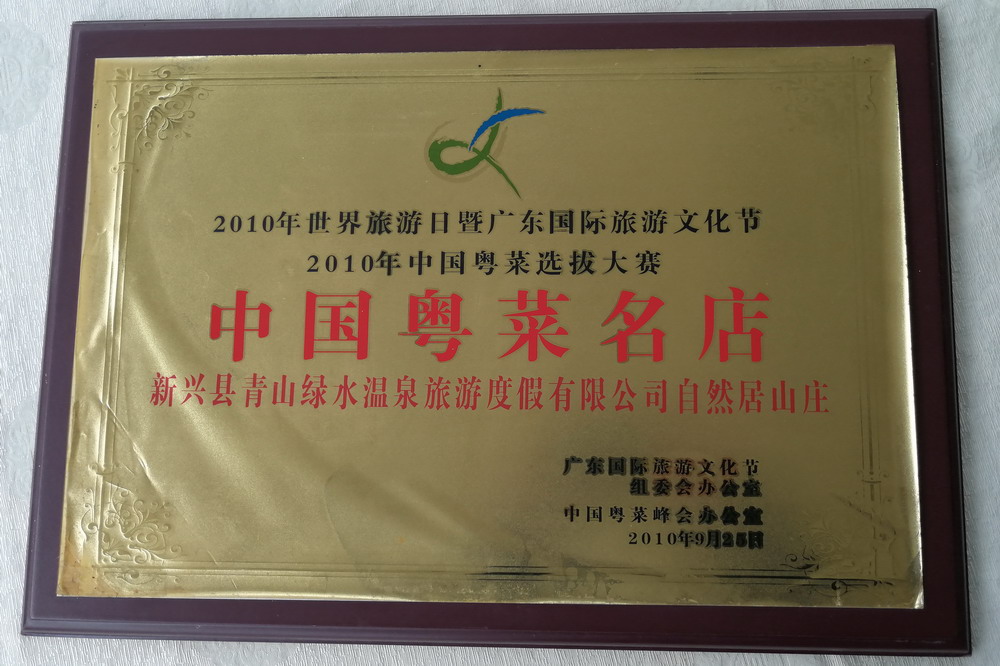 2010年世界旅游日暨广东国际旅游文化节
2010年中国粤菜选拔大赛
中国粤菜名店
新兴县青山绿水温泉旅游度假有限公司自然居山庄
广东国际旅游文化节
组委会办公室
中国粤菜峰会办公室
2010年9月25日